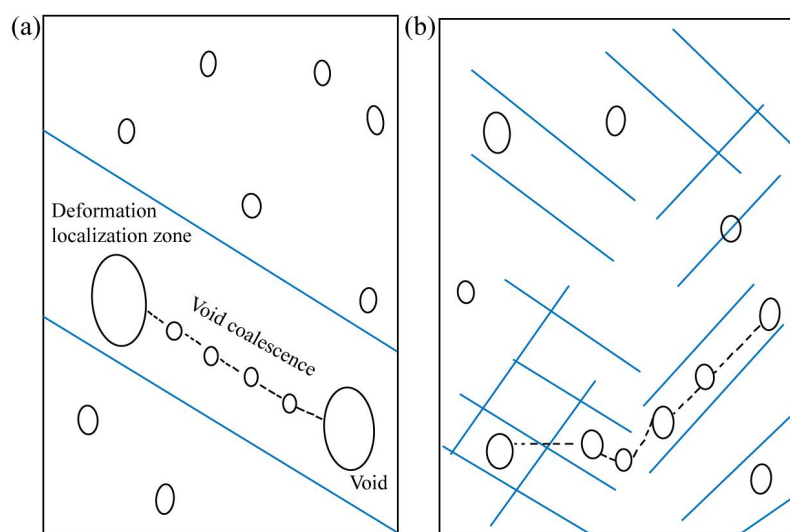 (a)
Deformation
localization zone
Void coalescence
Void
(b)